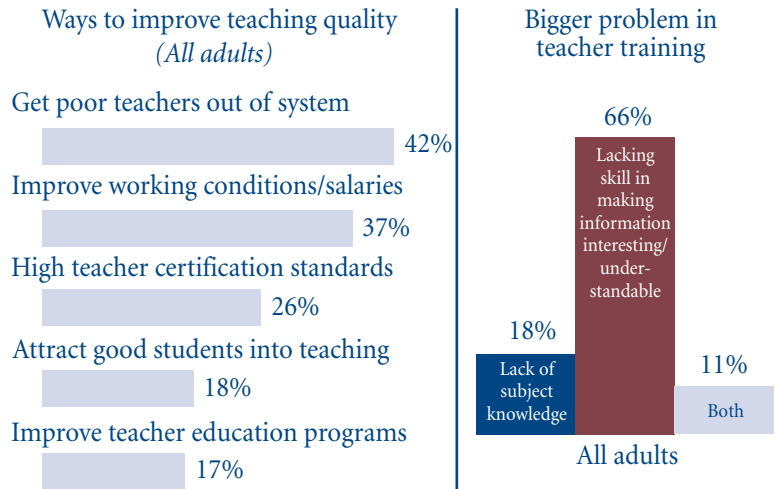 Ways to improve teaching quality
(All adults)
Get poor teachers out of system
42%
Improve working conditions/salaries
37%
High teacher certification standards
26%
Attract good students into teaching
18%
Improve teacher education programs
17%
Bigger problem in
teacher training
66%
Lacking
skill in
making
information
interesting/
under-
standable
18%
Lack of
subject
knowledge
11%
Both
All adults